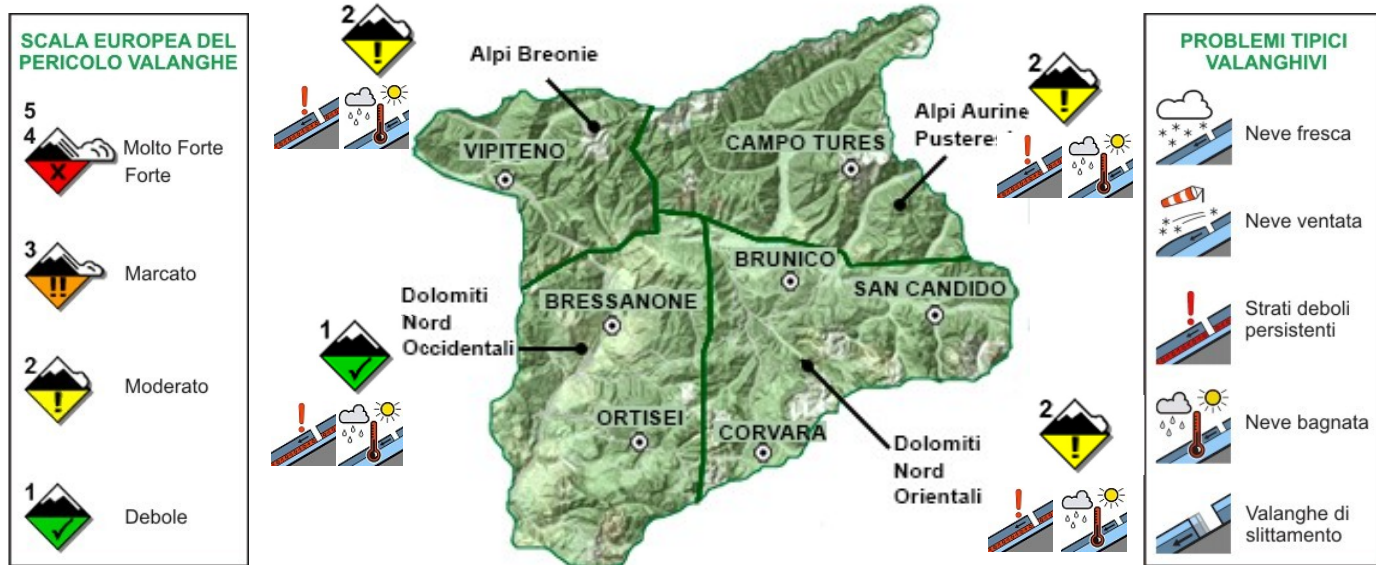 SCALA EUROPEA DEL
PERICOLO VALANGHE
5
4
Molto Forte
Forte
3
Marcato
2
Moderato
1
Debole
2
Alpi Breonie
VIPITENO
CAMPO TURES
2
Alpi Aurine
BRUNICO
SAN CANDIDO
BRESSANONE
Dolomiti
Nord
Occidentali
1
ORTISEI
CORVARA
Dolomiti
Nord
Orientali
2
PROBLEMI TIPICI
VALANGHIVI
Neve fresca
Neve ventata
Strati deboli
persistenti
Neve bagnata
Valanghe di
slittamento